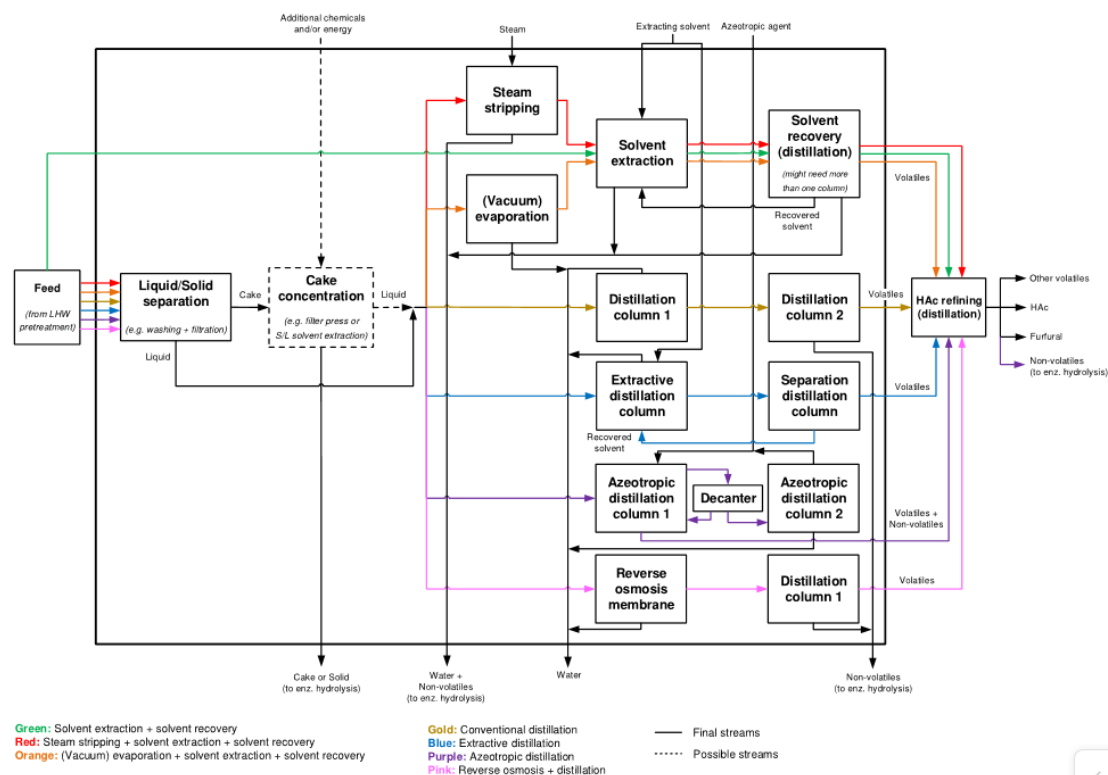 Additional chemicals
and/or energy
Steam
Extracting solvent
Azeotropic agent
Steam
stripping
Solvent
extraction
Solvent
recovery
(distillation)
(might need more
than one column)
Volatiles
(Vacuum)
evaporation
Recovered
solvent
Feed
(from LHW
pretreatment)
Liquid/Solid
separation
(e.g. washing + filtration)
Cake
Cake
concentration
(e.g. filter press or
S/L solvent extraction)
Liquid
Liquid
Distillation
column 1
Distillation
column 2
Volatiles
HAc refining
(distillation)
Other volatiles
HAc
Furfural
Non-volatiles
(to enz. hydrolysis)
Extractive
distillation
column
Separation
distillation
column
Volatiles
Recovered
solvent
Azeotropic
distillation
column 1
Decanter
Azeotropic
distillation
column 2
Volatiles +
Non-volatiles
Reverse
osmosis
membrane
Distillation
column 1
Volatiles
Cake or Solid
(to enz. hydrolysis)
Water +
Non-volatiles
(to enz. hydrolysis)
Water
Non-volatiles
(to enz. hydrolysis)
Green: Solvent extraction + solvent recovery
Red: Steam stripping + solvent extraction + solvent recovery
Orange: (Vacuum) evaporation + solvent extraction + solvent recovery
Gold: Conventional distillation
Blue: Extractive distillation
Purple: Azeotropic distillation
Pink: Reverse osmosis + distillation
Final streams
Possible streams